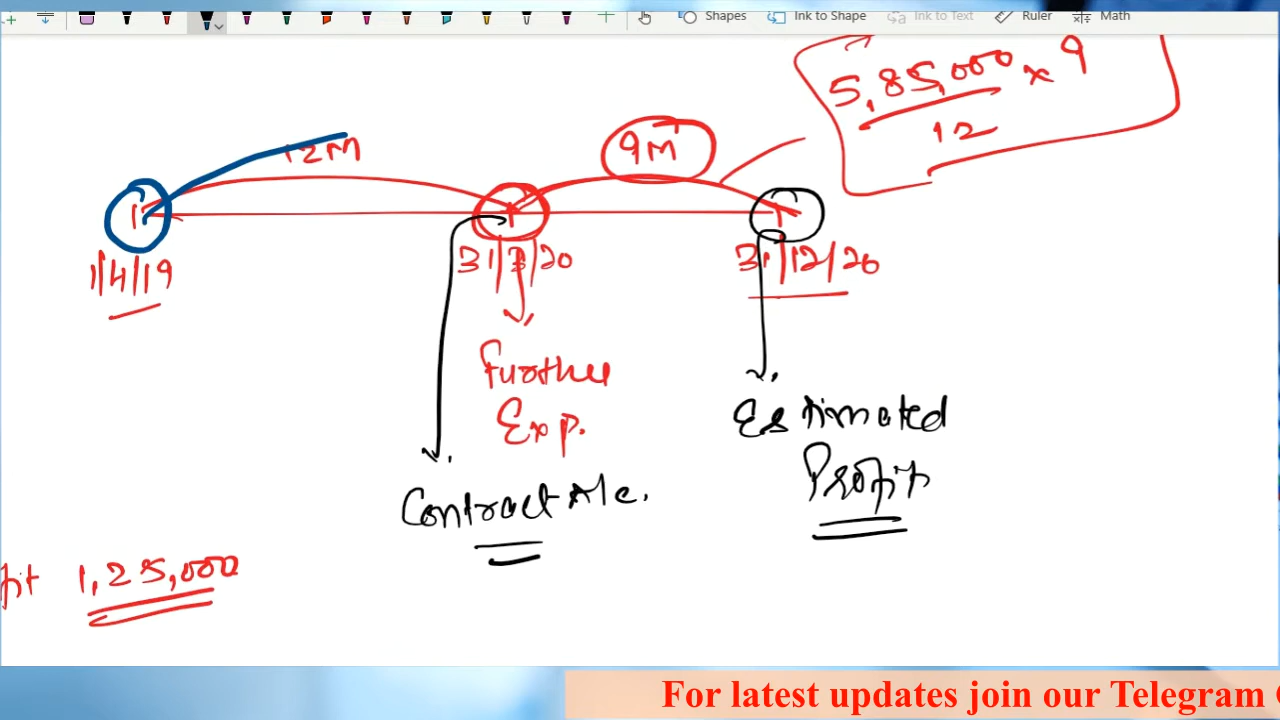 Shapes Ink to Shape Ink to Text Ruler Math
5,85,000 x 9
12
12M 9M
1/4/19 31/3/20 31/12/20
Further
Exp.
Estimated
Profit
Contract A/c.
1,25,000
For latest updates join our Telegram